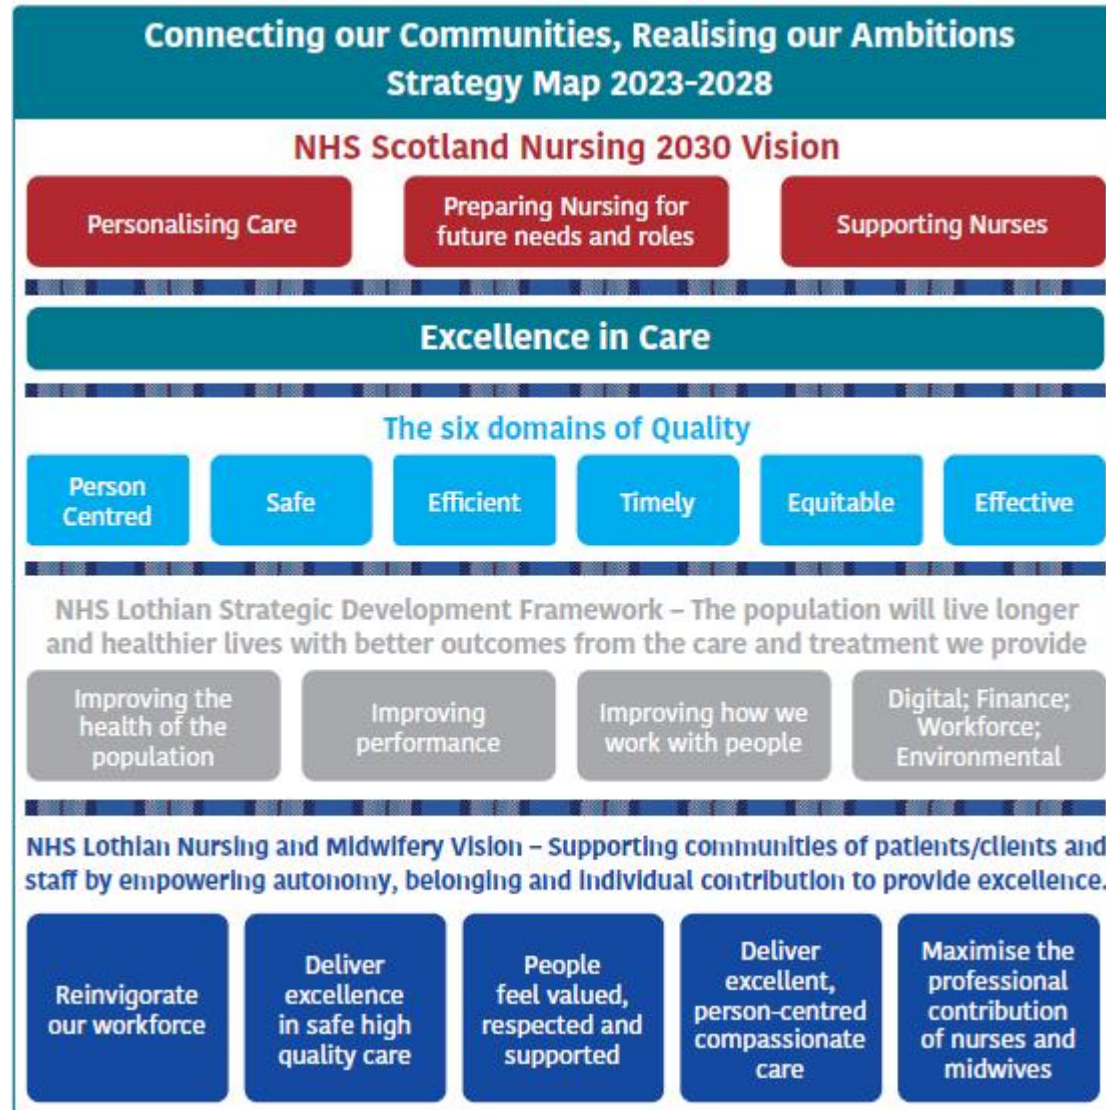 Connecting our Communities, Realising our Ambitions
Strategy Map 2023-2028
NHS Scotland Nursing 2030 Vision
Personalising Care
Preparing Nursing for
future needs and roles
Supporting Nurses
Excellence in Care
The six domains of Quality
Person
Centred
Safe
Efficient
Timely
Equitable
Effective
NHS Lothian Strategic Development Framework – The population will live longer
and healthier lives with better outcomes from the care and treatment we provide
Improving the
health of the
population
Improving
performance
Improving how we
work with people
Digital; Finance;
Workforce;
Environmental
NHS Lothian Nursing and Midwifery Vision – Supporting communities of patients/clients and
staff by empowering autonomy, belonging and individual contribution to provide excellence.
Reinvigorate
our workforce
Deliver
excellence
in safe high
quality care
People
feel valued,
respected and
supported
Deliver
excellent,
person-centred
compassionate
care
Maximise the
professional
contribution
of nurses and
midwives